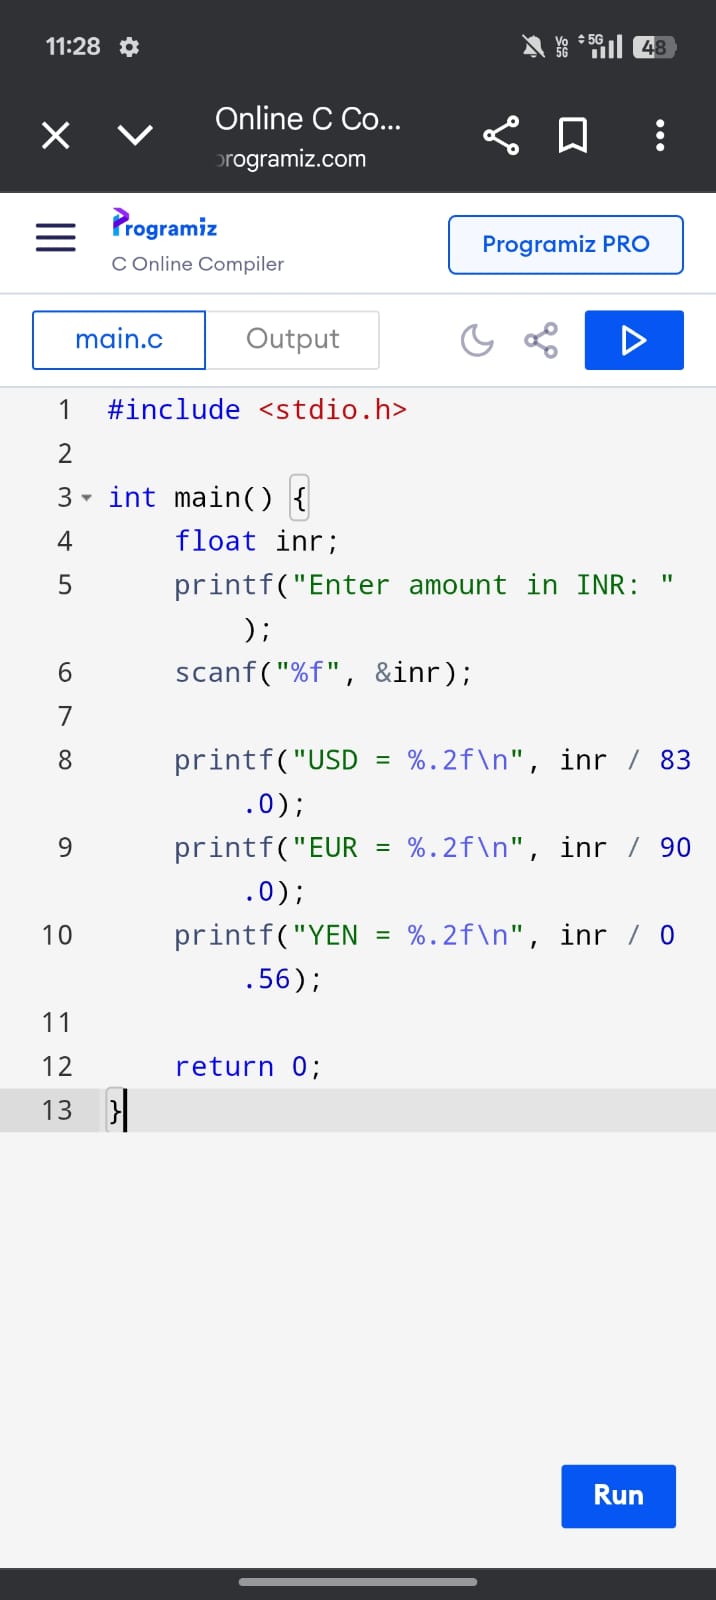 11:28
Vo 5G 5G 48
Online C Co...
programiz.com
Programiz
C Online Compiler
Programiz PRO
main.c
Output
1 #include <stdio.h>
2
3 int main() {
4 float inr;
5 printf("Enter amount in INR: "
);
6 scanf("%f", &inr);
7
8 printf("USD = %.2f\n", inr / 83
.0);
9 printf("EUR = %.2f\n", inr / 90
.0);
10 printf("YEN = %.2f\n", inr / 0
.56);
11
12 return 0;
13 }
Run